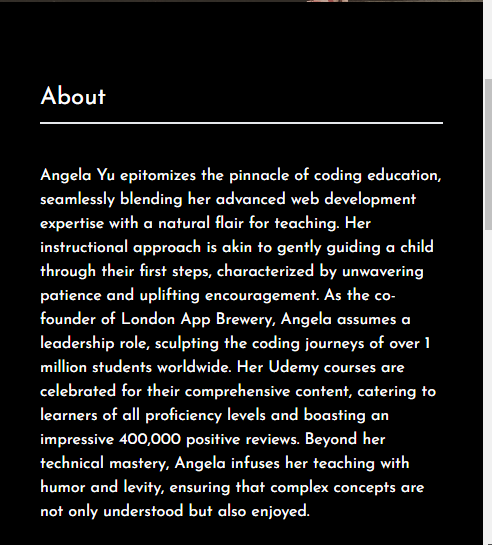 About
Angela Yu epitomizes the pinnacle of coding education,
seamlessly blending her advanced web development
expertise with a natural flair for teaching. Her
instructional approach is akin to gently guiding a child
through their first steps, characterized by unwavering
patience and uplifting encouragement. As the co-
founder of London App Brewery, Angela assumes a
leadership role, sculpting the coding journeys of over 1
million students worldwide. Her Udemy courses are
celebrated for their comprehensive content, catering to
learners of all proficiency levels and boasting an
impressive 400,000 positive reviews. Beyond her
technical mastery, Angela infuses her teaching with
humor and levity, ensuring that complex concepts are
not only understood but also enjoyed.